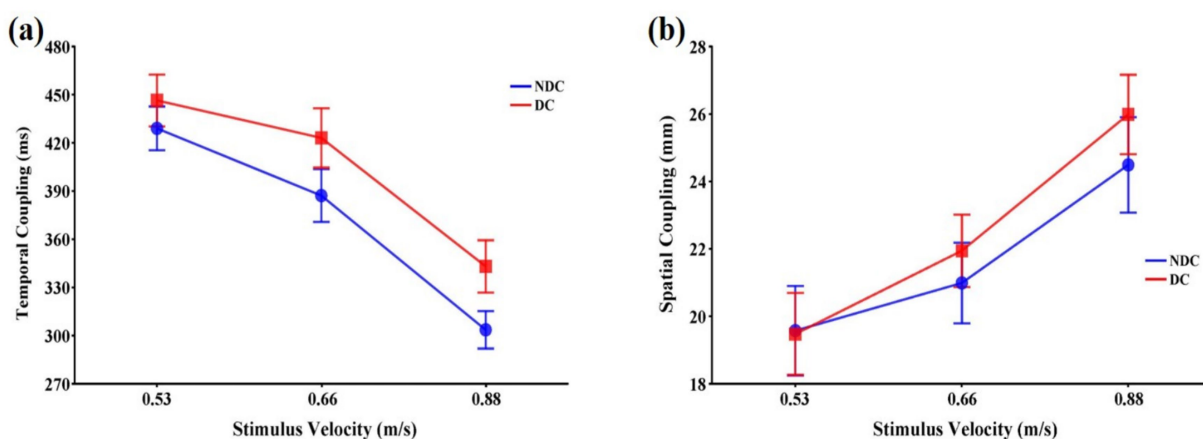 (a)
Temporal Coupling (ms)
480
450
420
390
360
330
300
270
0.53
0.66
0.88
Stimulus Velocity (m/s)
NDC
DC
(b)
Spatial Coupling (mm)
28
26
24
22
20
18
0.53
0.66
0.88
Stimulus Velocity (m/s)
NDC
DC